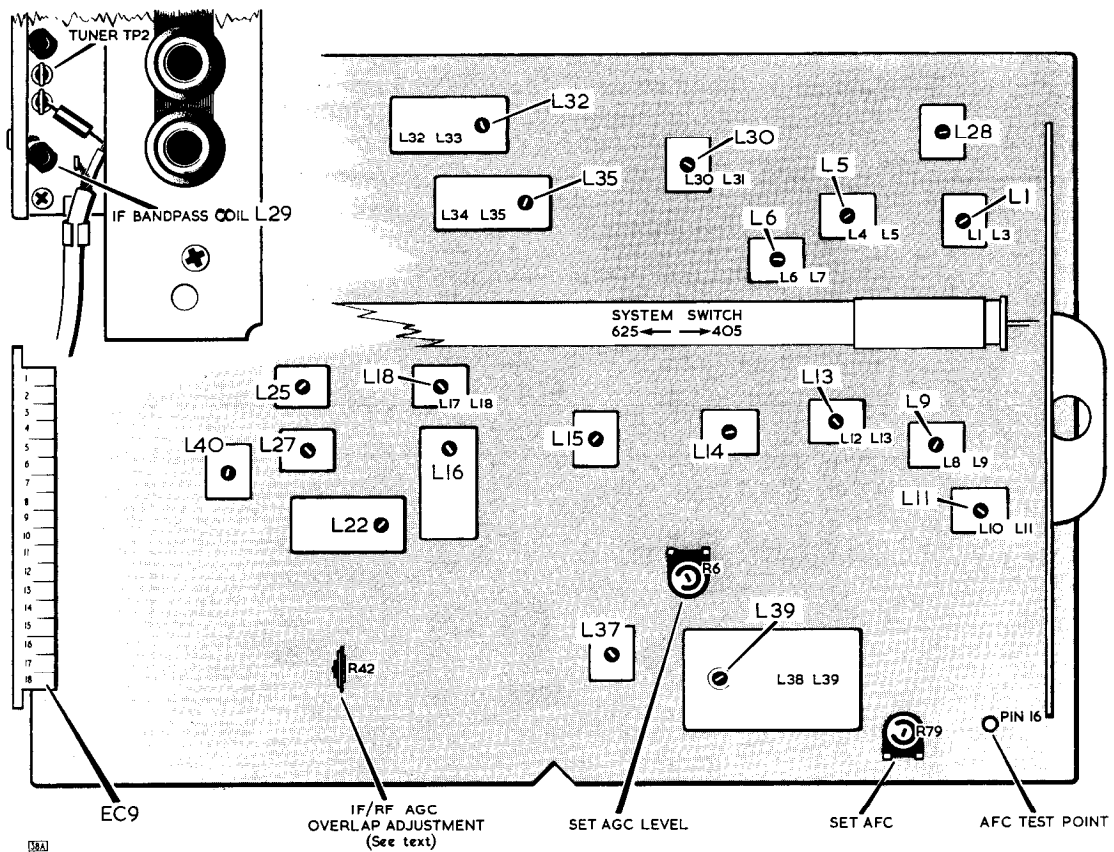 TUNER TP2
IF BANDPASS COIL L29
L32
L32 L33
L35
L34 L35
L30
L30 L31
L28
L5
L4 L5
L1
L1 L3
L6
L6 L7
SYSTEM SWITCH
625 ← → 405
1
2
3
4
5
6
7
8
9
10
11
12
13
14
15
16
17
18
L25
L18
L17 L18
L40
L27
L16
L22
L15
L14
L13
L12 L13
L9
L8 L9
L11
L10 L11
R6
L37
L39
L38 L39
R42
R79
PIN 16
EC9
IF/RF AGC
OVERLAP ADJUSTMENT
(See text)
SET AGC LEVEL
SET AFC
AFC TEST POINT
38A